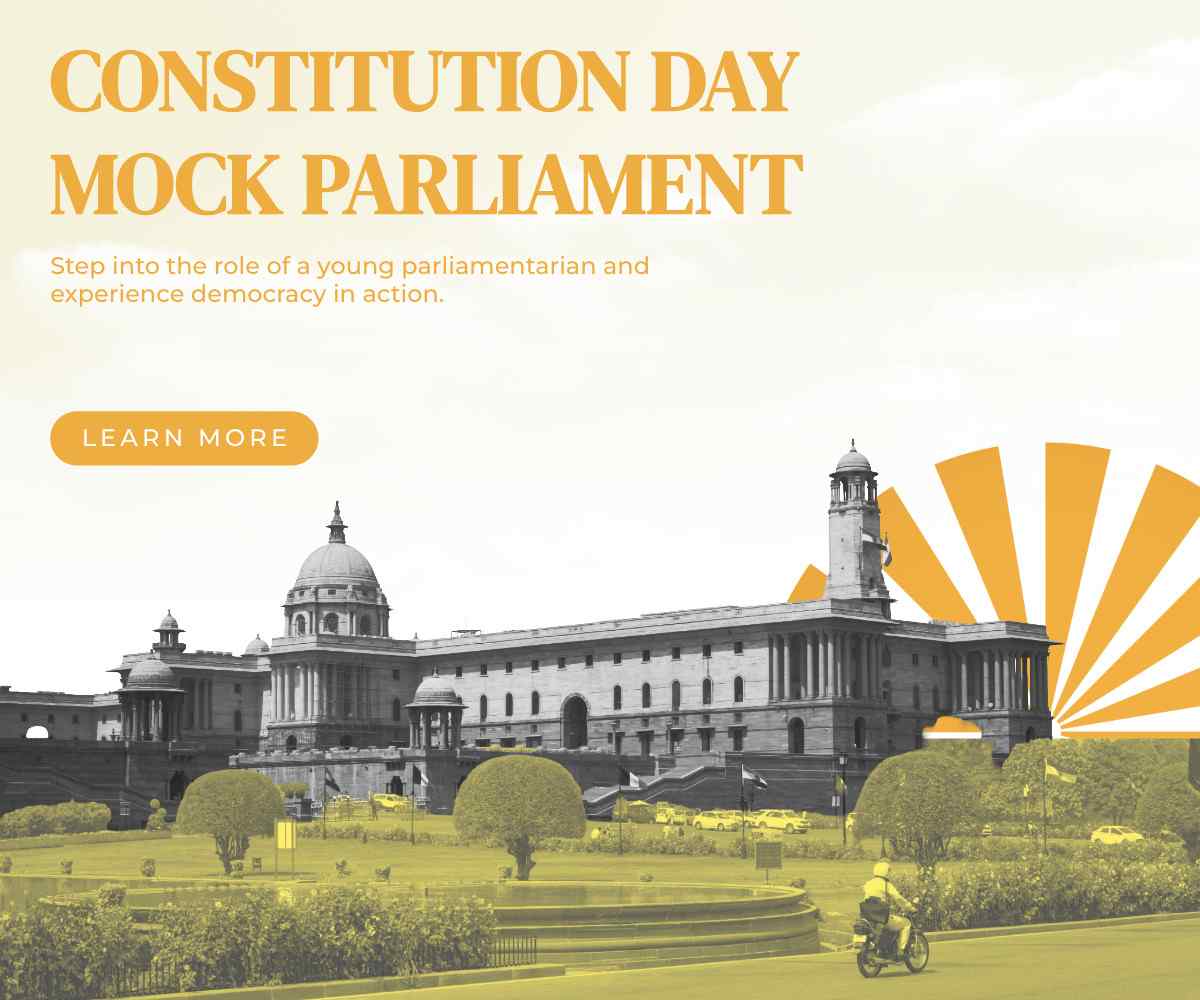 CONSTITUTION DAY
MOCK PARLIAMENT
Step into the role of a young parliamentarian and
experience democracy in action.
LEARN MORE